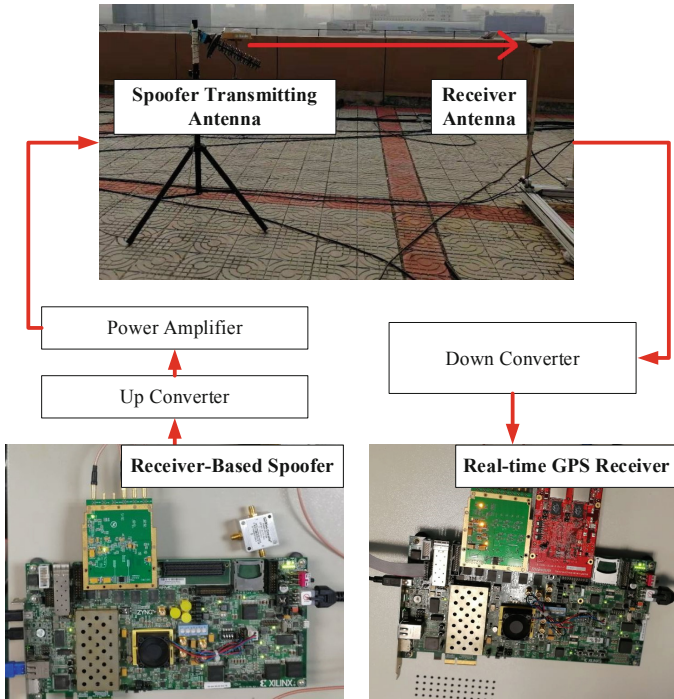 Spoofer Transmitting
Antenna
Receiver
Antenna
Power Amplifier
Down Converter
Up Converter
Receiver-Based Spoofer
Real-time GPS Receiver
ZYNQ
XILINX